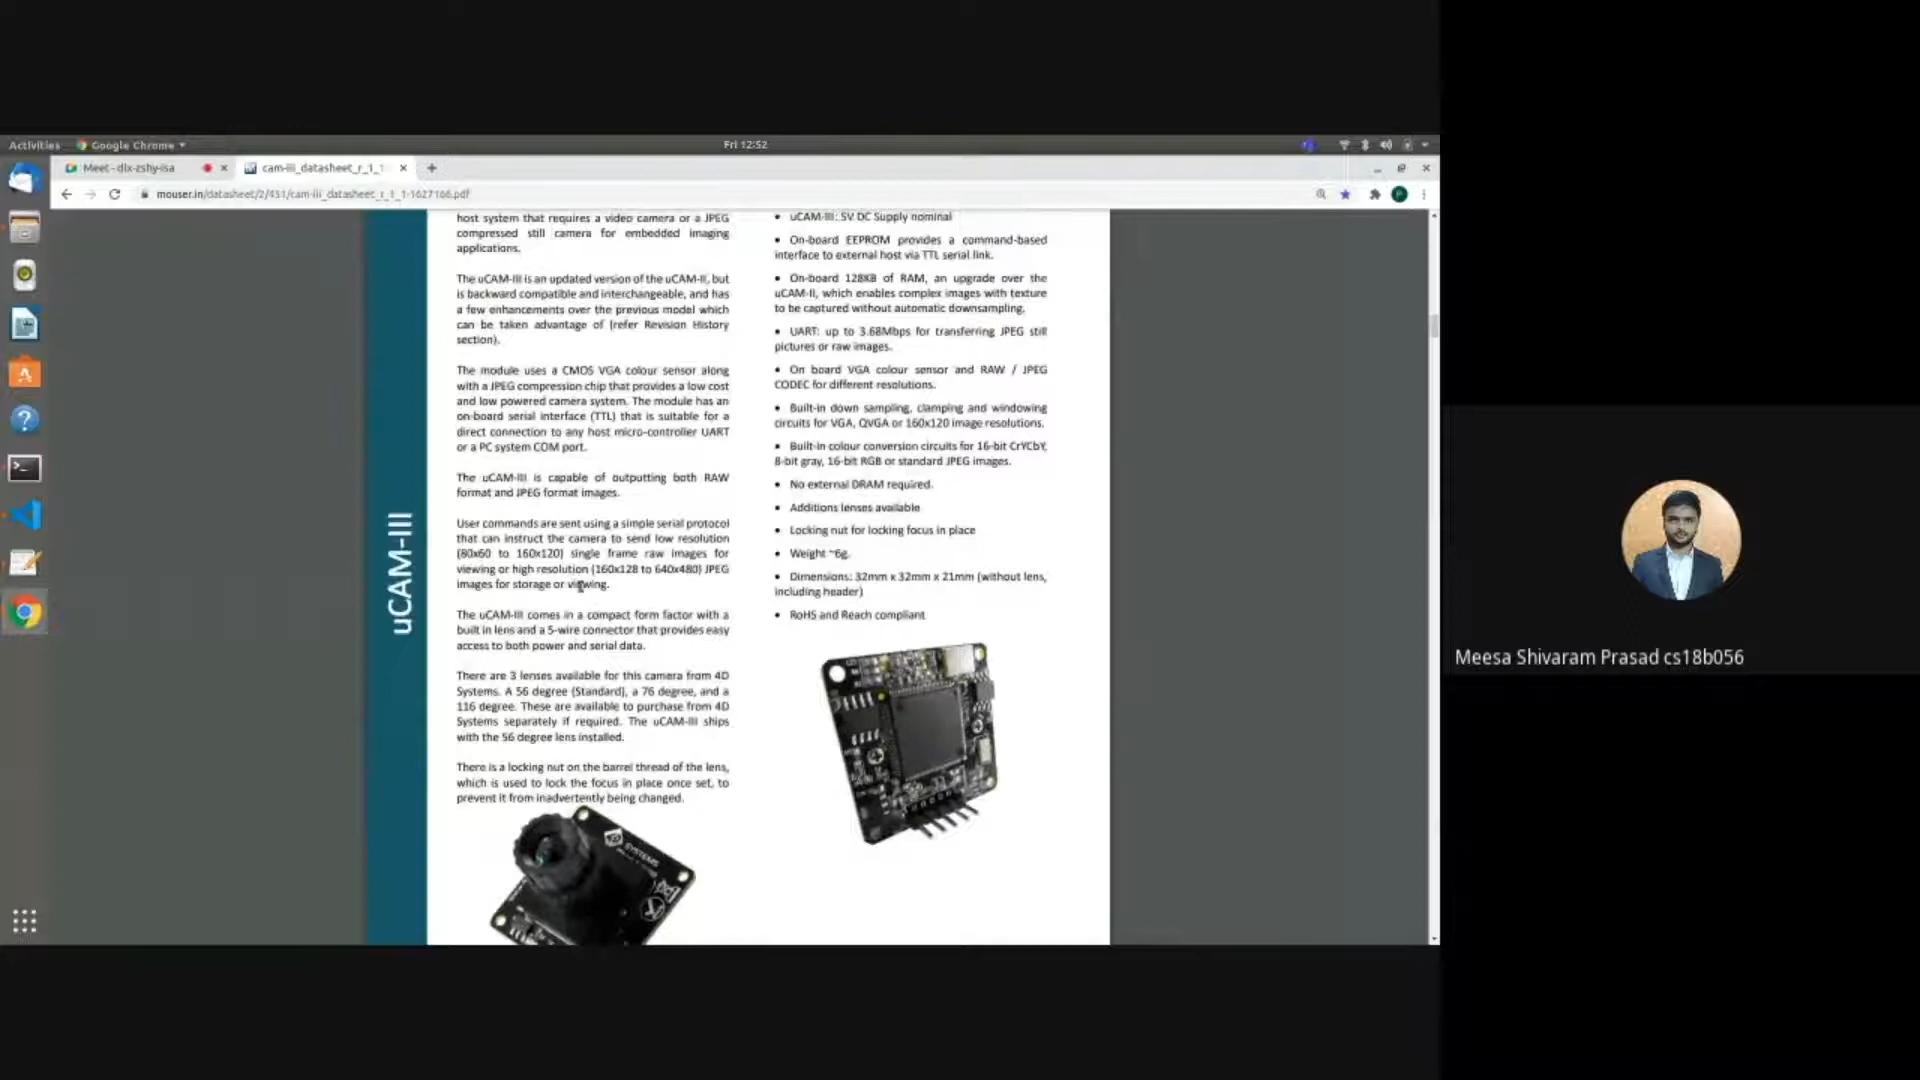 Activities
Google Chrome
Fri 12:52
Meet - dlx-zshy-isa
cam-iii_datasheet_r_1_1
mouser.in/datasheet/2/451/cam-iii_datasheet_r_1_1-1627166.pdf
uCAM-III
host system that requires a video camera or a JPEG
compressed still camera for embedded imaging
applications.
The uCAM-III is an updated version of the uCAM-II, but
is backward compatible and interchangeable, and has
a few enhancements over the previous model which
can be taken advantage of (refer Revision History
section).
The module uses a CMOS VGA colour sensor along
with a JPEG compression chip that provides a low cost
and low powered camera system. The module has an
on-board serial interface (TTL) that is suitable for a
direct connection to any host micro-controller UART
or a PC system COM port.
The uCAM-III is capable of outputting both RAW
format and JPEG format images.
User commands are sent using a simple serial protocol
that can instruct the camera to send low resolution
(80x60 to 160x120) single frame raw images for
viewing or high resolution (160x128 to 640x480) JPEG
images for storage or viewing.
The uCAM-III comes in a compact form factor with a
built in lens and a 5-wire connector that provides easy
access to both power and serial data.
There are 3 lenses available for this camera from 4D
Systems. A 56 degree (Standard), a 76 degree, and a
116 degree. These are available to purchase from 4D
Systems separately if required. The uCAM-III ships
with the 56 degree lens installed.
There is a locking nut on the barrel thread of the lens,
which is used to lock the focus in place once set, to
prevent it from inadvertently being changed.
SYSTEMS
• uCAM-III: 5V DC Supply nominal
• On-board EEPROM provides a command-based
interface to external host via TTL serial link.
• On-board 128KB of RAM, an upgrade over the
uCAM-II, which enables complex images with texture
to be captured without automatic downsampling.
• UART: up to 3.68Mbps for transferring JPEG still
pictures or raw images.
• On board VGA colour sensor and RAW / JPEG
CODEC for different resolutions.
• Built-in down sampling, clamping and windowing
circuits for VGA, QVGA or 160x120 image resolutions.
• Built-in colour conversion circuits for 16-bit CrYCbY,
8-bit gray, 16-bit RGB or standard JPEG images.
• No external DRAM required.
• Additions lenses available
• Locking nut for locking focus in place
• Weight ~6g.
• Dimensions: 32mm x 32mm x 21mm (without lens,
including header)
• RoHS and Reach compliant
Meesa Shivaram Prasad cs18b056